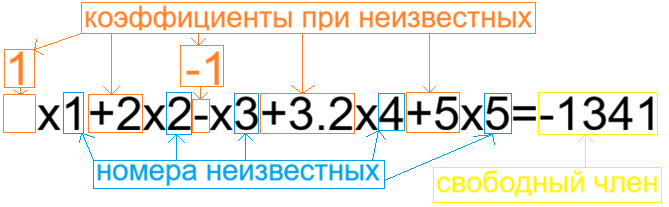 коэффициенты при неизвестных
1 -1
x1+2x2-x3+3.2x4+5x5=-1341
номера неизвестных
свободный член